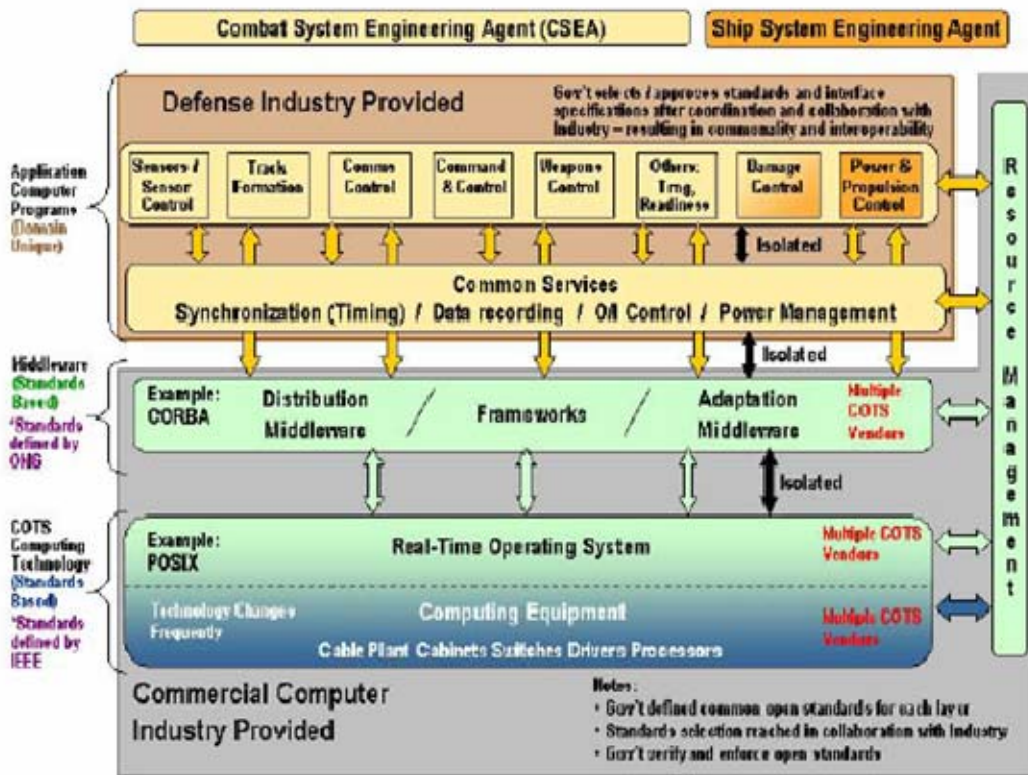 Combat System Engineering Agent (CSEA)
Ship System Engineering Agent
Defense Industry Provided
Gov't selects / approves standards and interface
specifications after coordination and collaboration with
Industry – resulting in commonality and interoperability
Application
Computer
Programs
(Domain
Unique)
Sensors /
Sensor
Control
Track
Formation
Comms
Control
Command
& Control
Weapons
Control
Others:
Trng,
Readiness
Damage
Control
Power &
Propulsion
Control
Isolated
Common Services
Synchronization (Timing) / Data recording / Control / Power Management
Isolated
Middleware
(Standards
Based)
*Standards
defined by
OMG
Example:
CORBA
Distribution
Middleware
/
Frameworks
/
Adaptation
Middleware
Multiple
COTS
Vendors
Isolated
COTS
Computing
Technology
(Standards
Based)
*Standards
defined by
IEEE
Example:
POSIX
Real-Time Operating System
Multiple COTS
Vendors
Technology Changes
Frequently
Computing Equipment
Multiple COTS
Vendors
Cable Plant Cabinets Switches Drivers Processors
Resource Management
Commercial Computer
Industry Provided
Notes:
• Gov't defined common open standards for each layer
• Standards selection reached in collaboration with Industry
• Gov't verify and enforce open standards